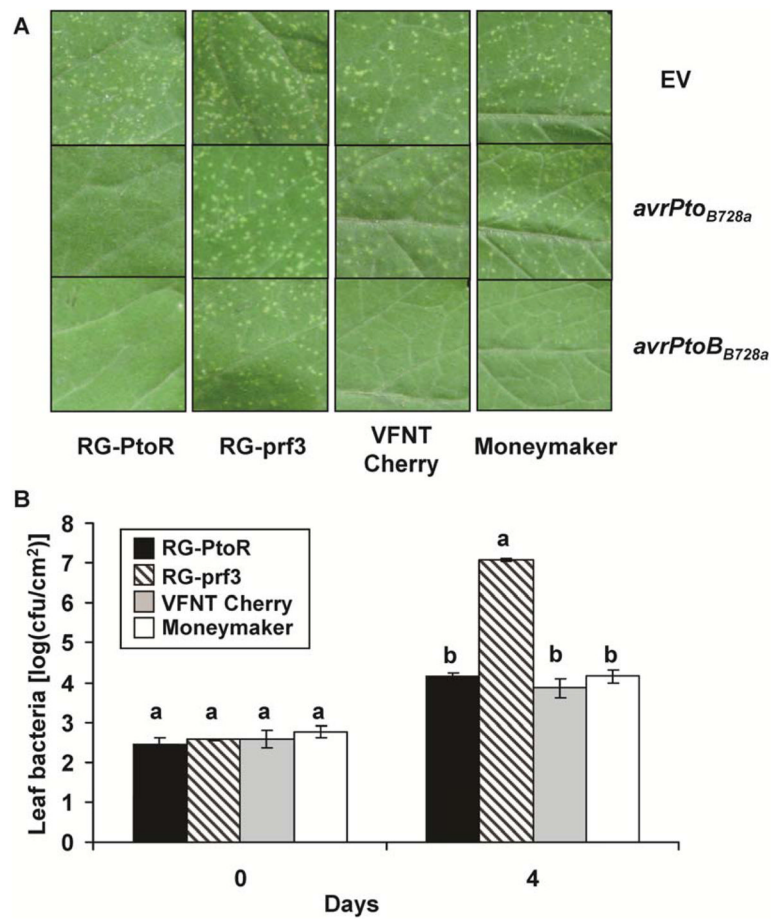 A
EV
avrPtoB728a
avrPtoBB728a
RG-PtoR
RG-prf3
VFNT
Cherry
Moneymaker
B
Leaf bacteria [log(cfu/cm²)]
8
7
6
5
4
3
2
1
0
RG-PtoR
RG-prf3
VFNT Cherry
Moneymaker
a
a
a
a
b
a
b
b
0
4
Days